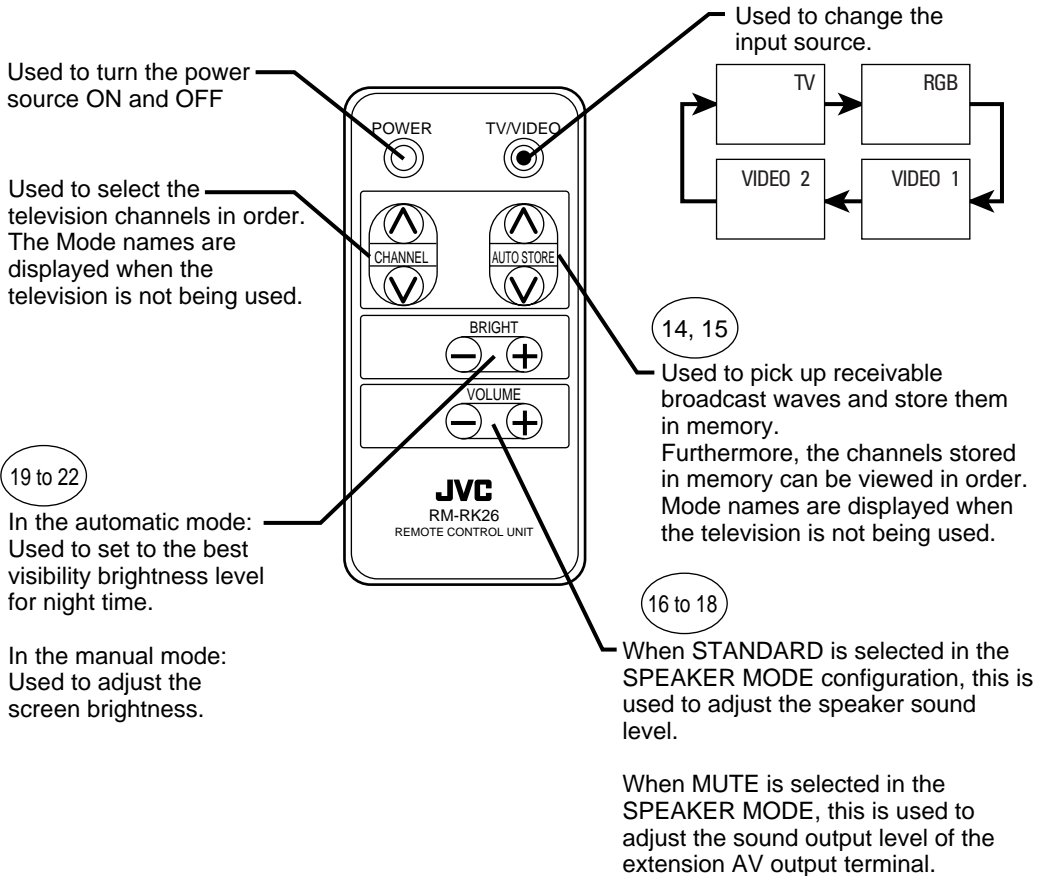 Used to change the
input source.
Used to turn the power
source ON and OFF
TV
RGB
VIDEO 2
VIDEO 1
POWER
TV/VIDEO
Used to select the
television channels in order.
The Mode names are
displayed when the
television is not being used.
CHANNEL
AUTO STORE
14, 15
Used to pick up receivable
broadcast waves and store them
in memory.
Furthermore, the channels stored
in memory can be viewed in order.
Mode names are displayed when
the television is not being used.
BRIGHT
VOLUME
JVC
RM-RK26
REMOTE CONTROL UNIT
19 to 22
In the automatic mode:
Used to set to the best
visibility brightness level
for night time.
In the manual mode:
Used to adjust the
screen brightness.
16 to 18
When STANDARD is selected in the
SPEAKER MODE configuration, this is
used to adjust the speaker sound
level.
When MUTE is selected in the
SPEAKER MODE, this is used to
adjust the sound output level of the
extension AV output terminal.